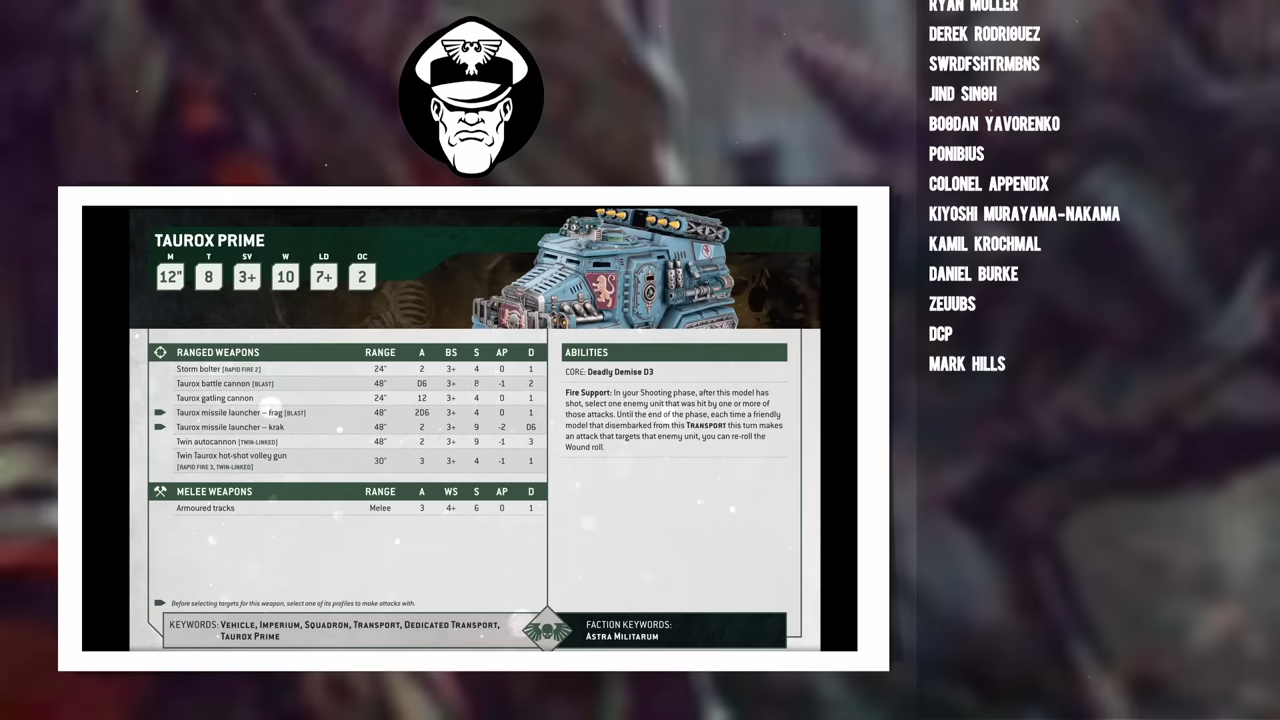 TAUROX PRIME
M T SV W LD OC
12" 8 3+ 10 7+ 2
RANGED WEAPONS RANGE A BS S AP D
Storm bolter [RAPID FIRE 2] 24" 2 3+ 4 0 1
Taurox battle cannon [BLAST] 48" D6 3+ 8 -1 2
Taurox gatling cannon 24" 12 3+ 4 0 1
Taurox missile launcher – frag [BLAST] 48" 2D6 3+ 4 0 1
Taurox missile launcher – krak 48" 2 3+ 9 -2 D6
Twin autocannon [TWIN-LINKED] 48" 2 3+ 9 -1 3
Twin Taurox hot-shot volley gun
[RAPID FIRE 3, TWIN-LINKED] 30" 3 3+ 4 -1 1
MELEE WEAPONS RANGE A WS S AP D
Armoured tracks Melee 3 4+ 6 0 1
Before selecting targets for this weapon, select one of its profiles to make attacks with.
KEYWORDS: VEHICLE, IMPERIUM, SQUADRON, TRANSPORT, DEDICATED TRANSPORT,
TAUROX PRIME
ABILITIES
CORE: Deadly Demise D3
Fire Support: In your Shooting phase, after this model has
shot, select one enemy unit that was hit by one or more of
those attacks. Until the end of the phase, each time a friendly
model that disembarked from this TRANSPORT this turn makes
an attack that targets that enemy unit, you can re-roll the
Wound roll.
FACTION KEYWORDS:
ASTRA MILITARUM
RYAN MULLER
DEREK RODRIGUEZ
SWRDFSHTRMBNS
JIND SINGH
BOGDAN YAVORENKO
PONIBIUS
COLONEL APPENDIX
KIYOSHI MURAYAMA-NAKAMA
KAMIL KROCHMAL
DANIEL BURKE
ZEUUBS
DCP
MARK HILLS